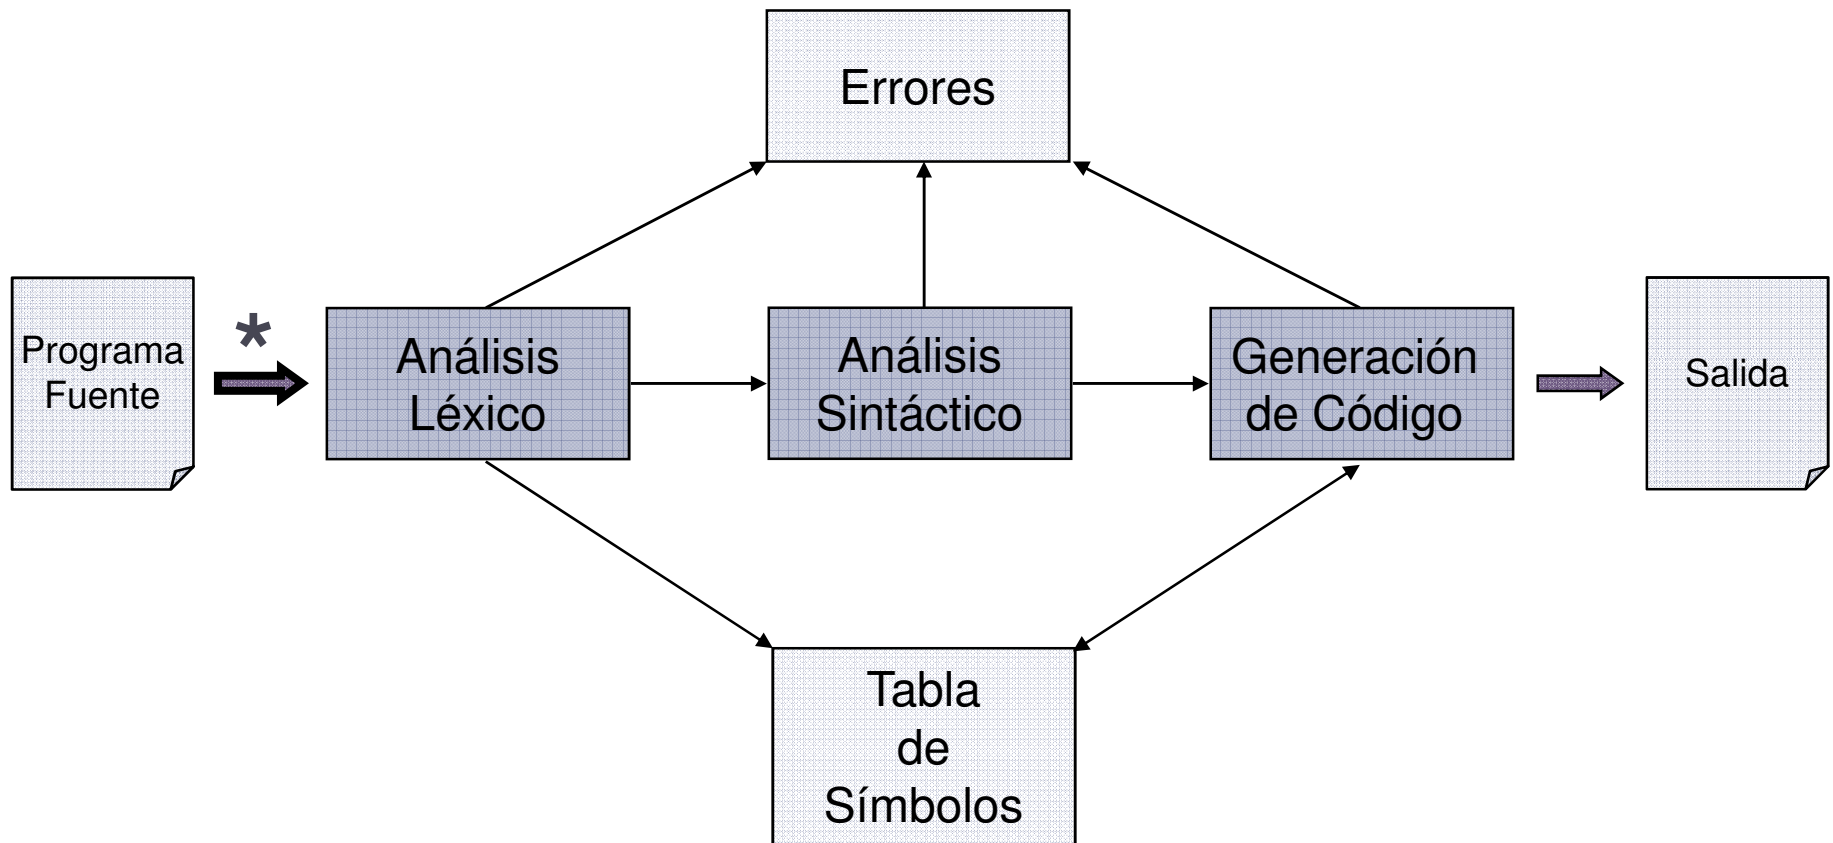 Errores
Programa
Fuente
*
Análisis
Léxico
Análisis
Sintáctico
Generación
de Código
Salida
Tabla
de
Símbolos